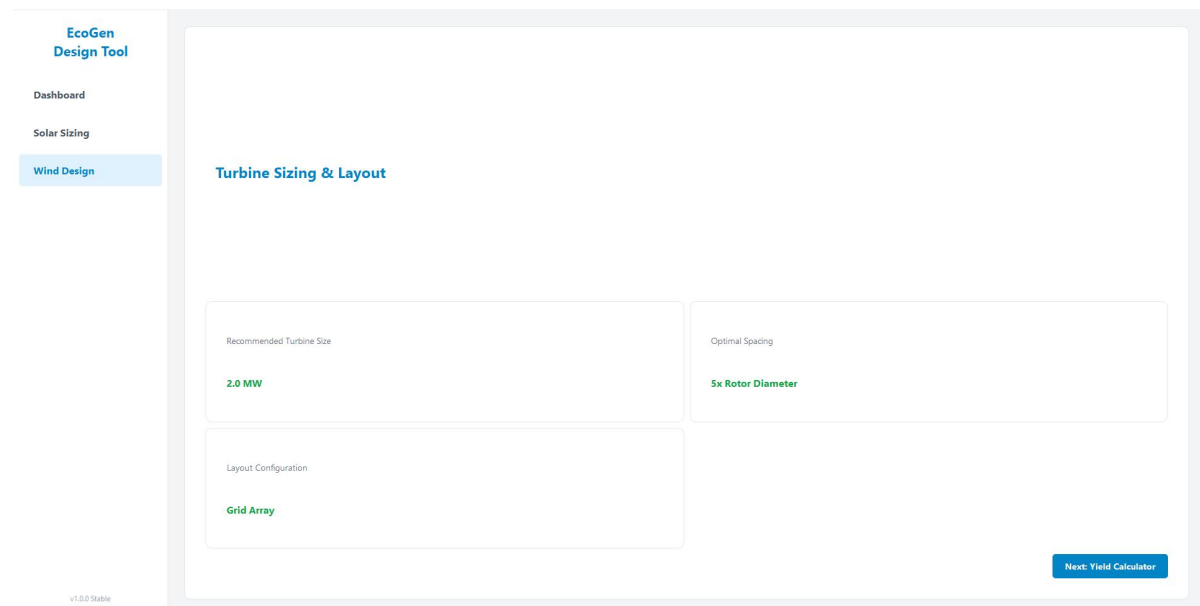 EcoGen
Design Tool
Dashboard
Solar Sizing
Wind Design
v1.0.0 Stable
Turbine Sizing & Layout
Recommended Turbine Size
2.0 MW
Optimal Spacing
5x Rotor Diameter
Layout Configuration
Grid Array
Next: Yield Calculator